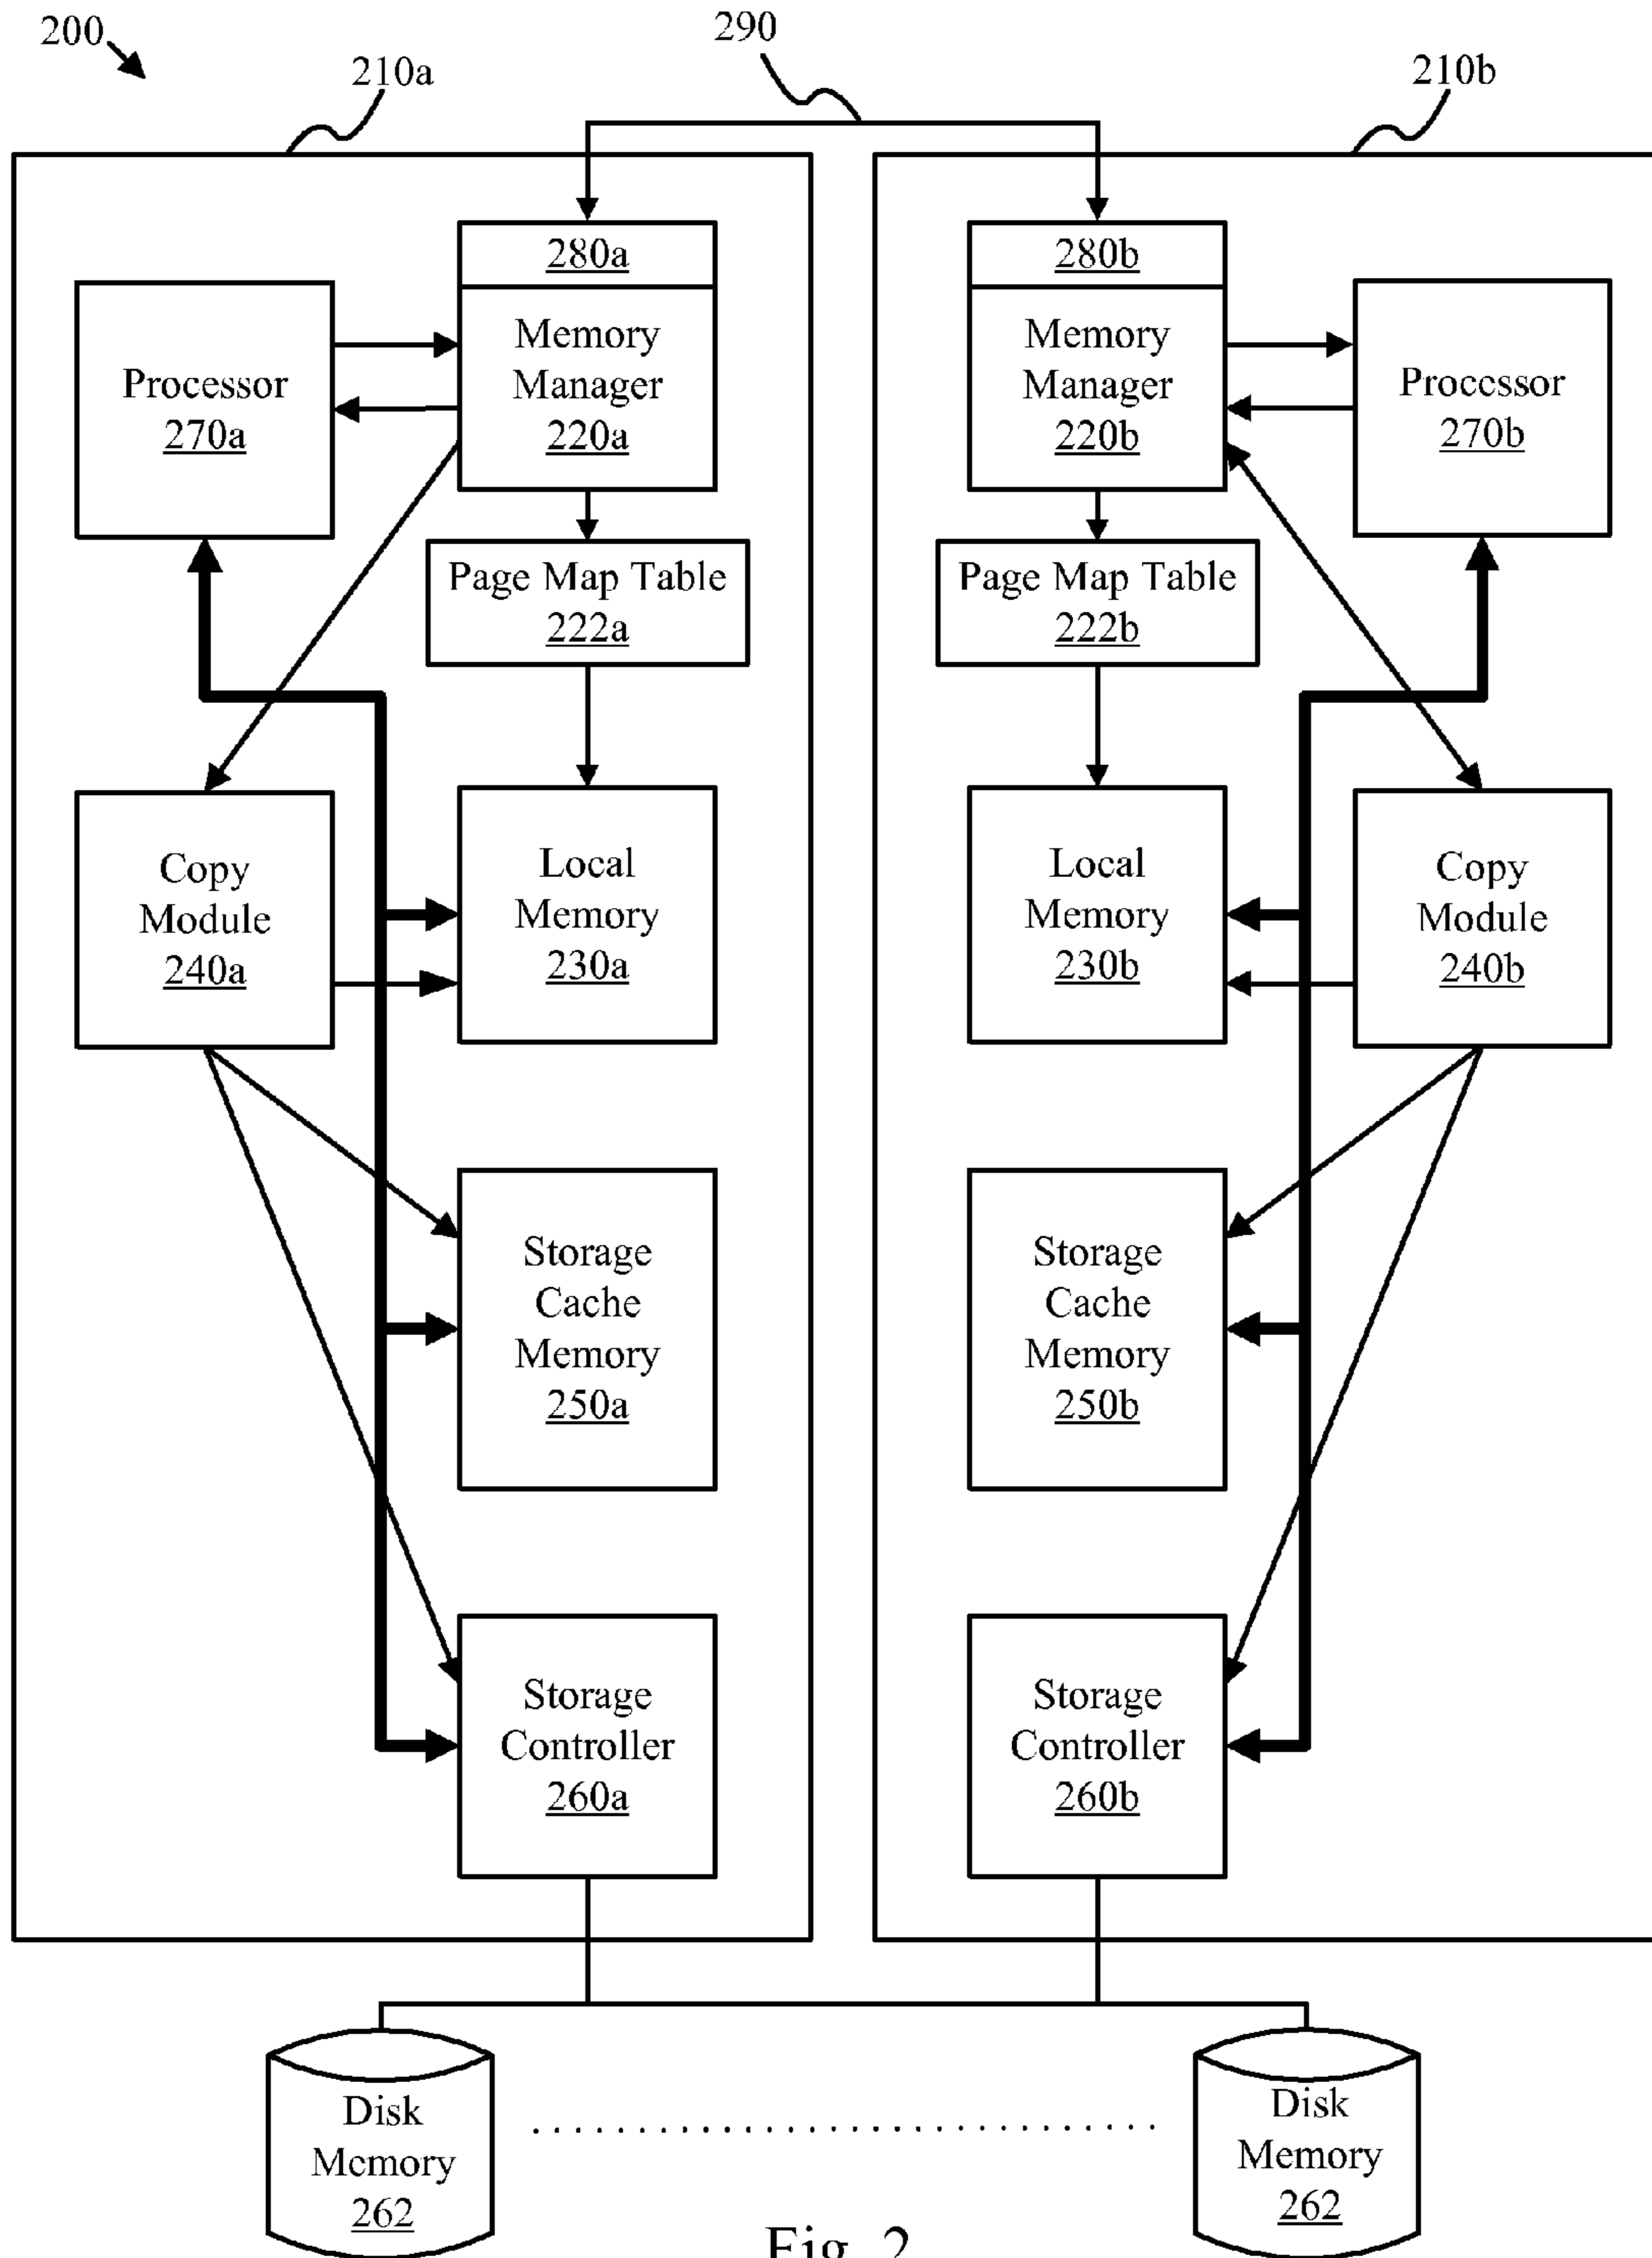 200
290
210a
210b
280a
280b
Memory
Manager
220a
Memory
Manager
220b
Processor
270a
Processor
270b
Page Map Table
222a
Page Map Table
222b
Copy
Module
240a
Local
Memory
230a
Local
Memory
230b
Copy
Module
240b
Storage
Cache
Memory
250a
Storage
Cache
Memory
250b
Storage
Controller
260a
Storage
Controller
260b
Disk
Memory
262
Disk
Memory
262
Fig. 2